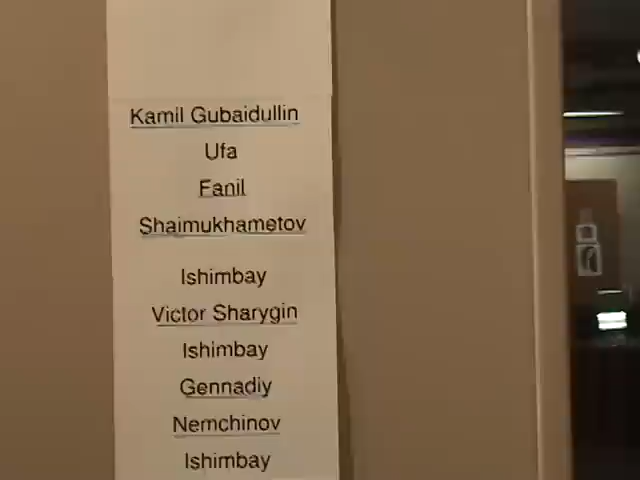 Kamil Gubaidullin
Ufa
Fanil
Shaimukhametov
Ishimbay
Victor Sharygin
Ishimbay
Gennadiy
Nemchinov
Ishimbay